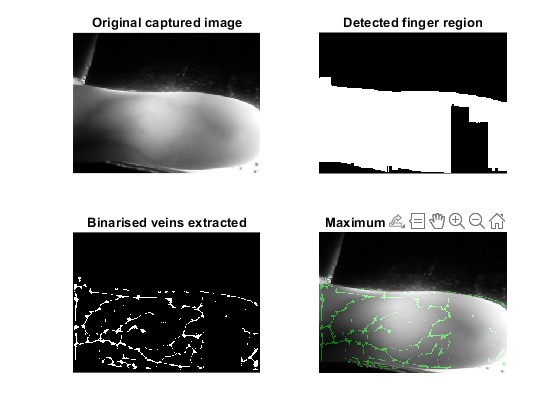 Original captured image
Detected finger region
Binarised veins extracted
Maximum